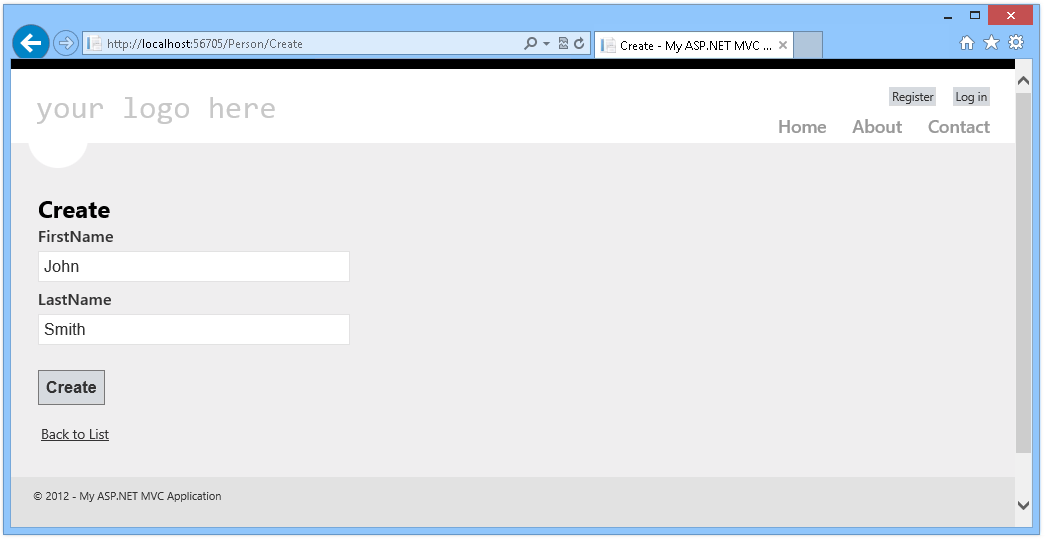 http://localhost:56705/Person/Create
Create - My ASP.NET MVC ...
your logo here
Register
Log in
Home
About
Contact
Create
FirstName
John
LastName
Smith
Create
Back to List
© 2012 - My ASP.NET MVC Application